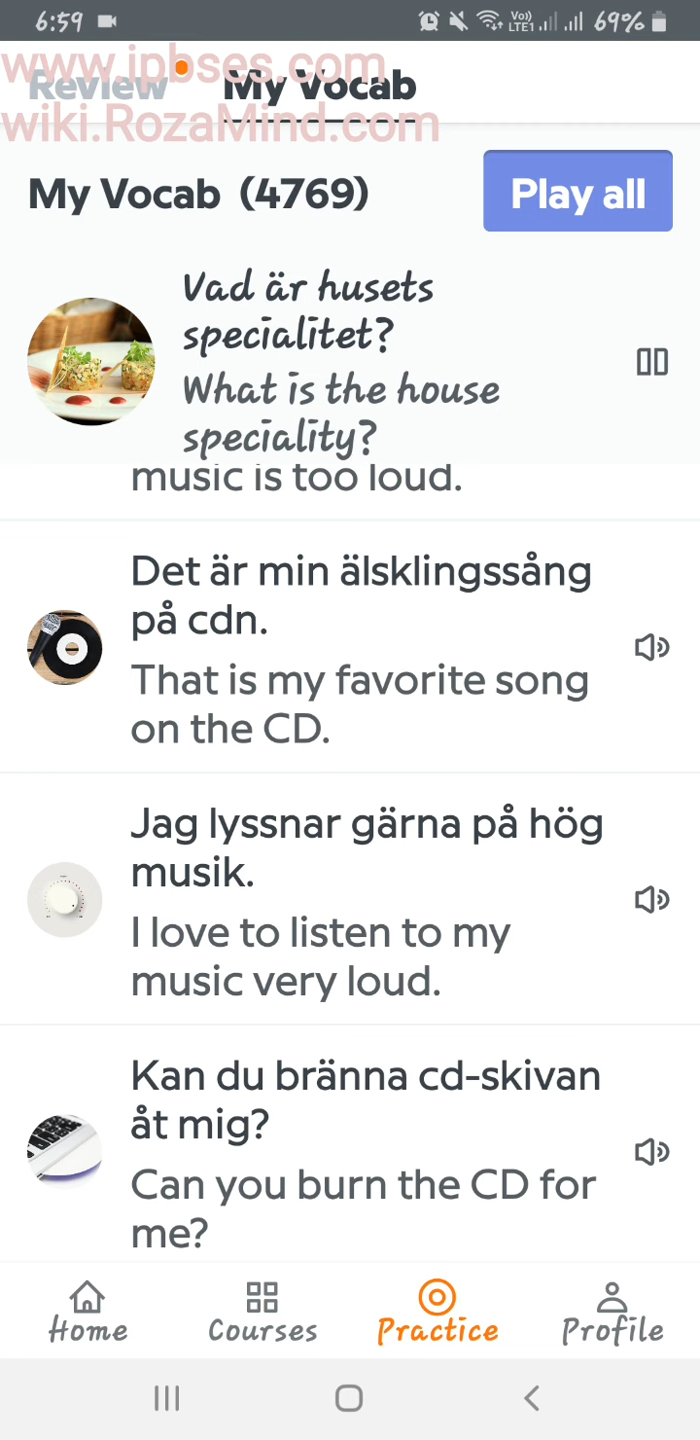 6:59
Vo)) LTE1 69%
www.ipbses.com
Review My Vocab
wiki.RozaMind.com
My Vocab (4769) Play all
Vad är husets
specialitet?
What is the house
speciality?
music is too loud.
Det är min älsklingssång
på cdn.
That is my favorite song
on the CD.
Jag lyssnar gärna på hög
musik.
I love to listen to my
music very loud.
Kan du bränna cd-skivan
åt mig?
Can you burn the CD for
me?
Home Courses Practice Profile